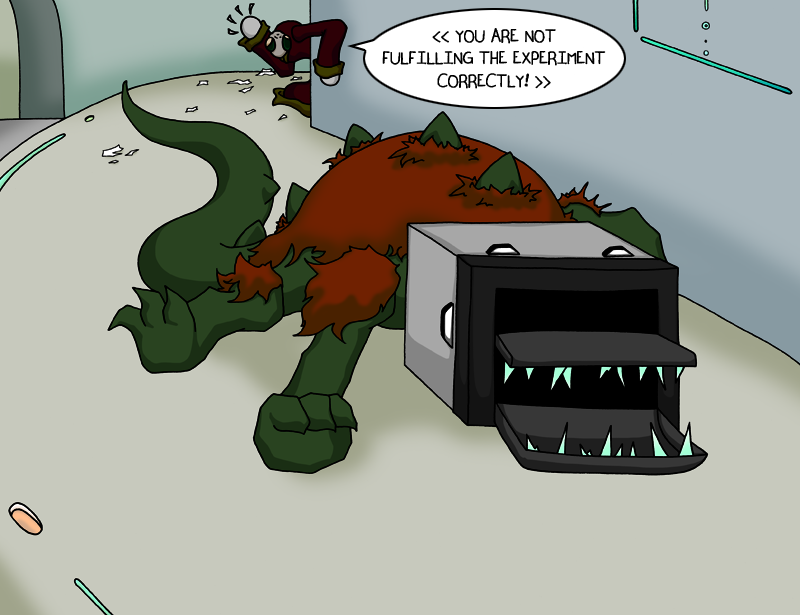 << YOU ARE NOT
FULFILLING THE EXPERIMENT
CORRECTLY! >>